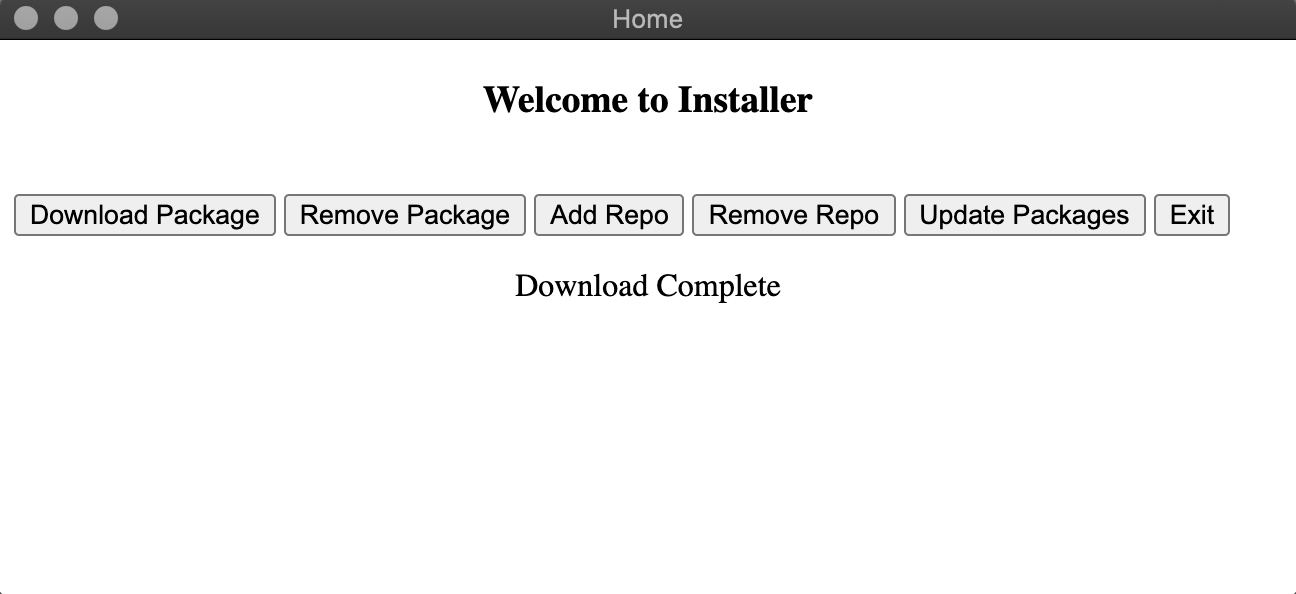 Home
Welcome to Installer
Download Package Remove Package Add Repo Remove Repo Update Packages Exit
Download Complete